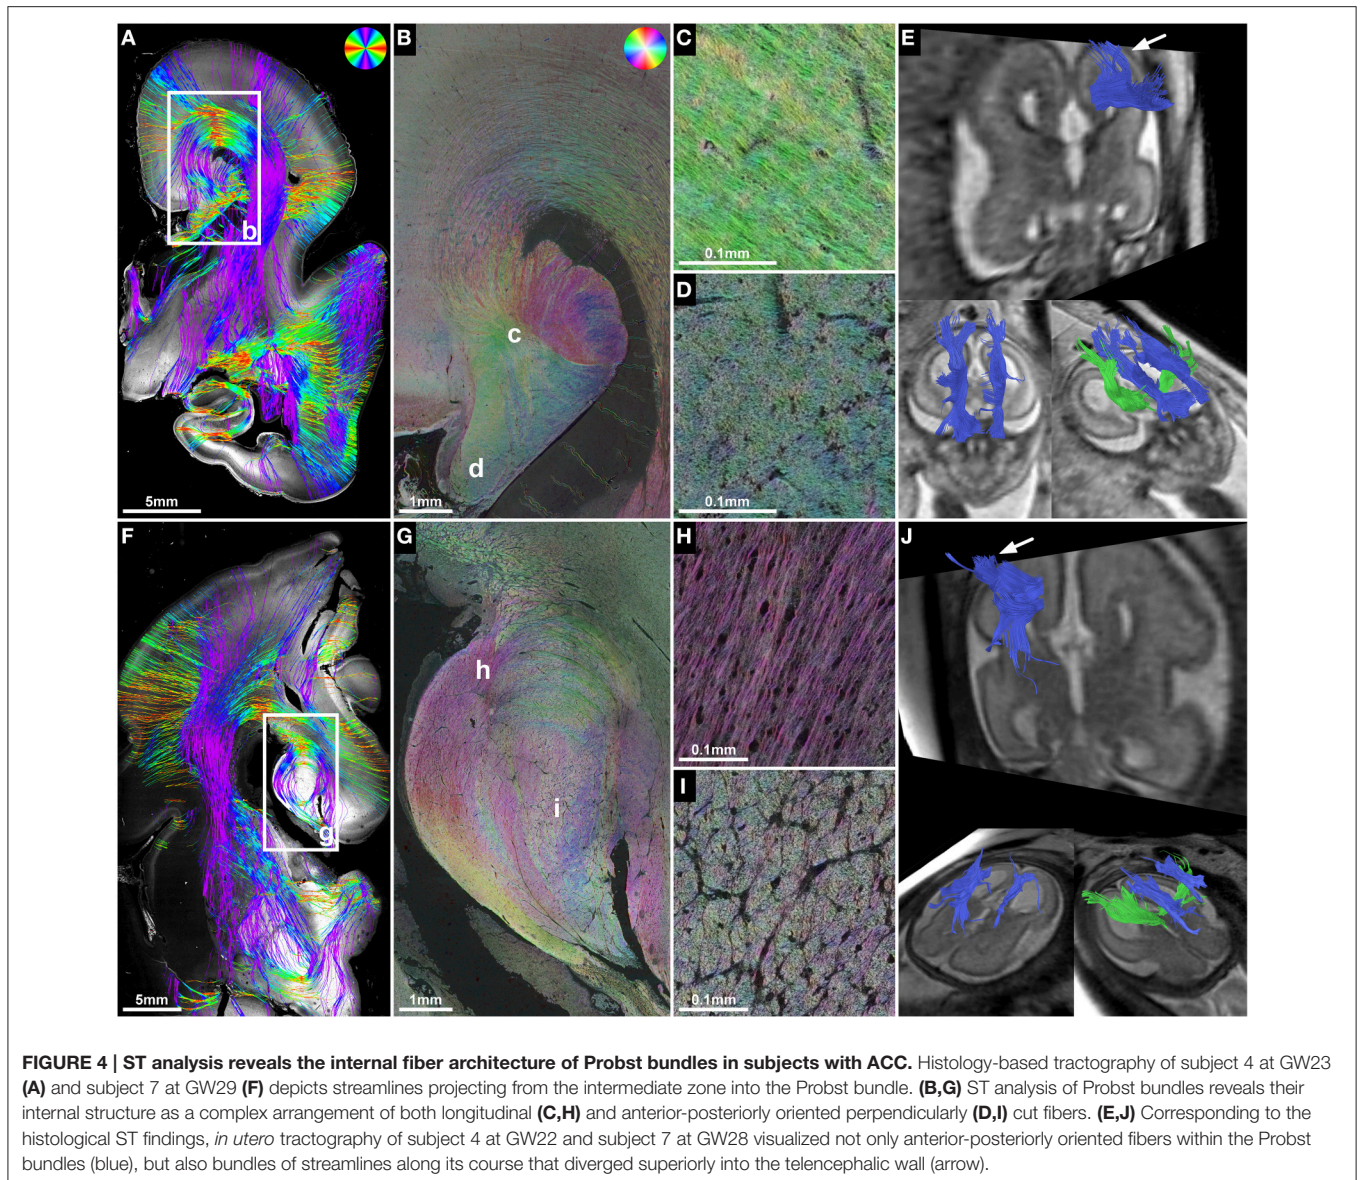 A
B
C
E
b
c
d
0.1mm
D
5mm
1mm
0.1mm
F
G
H
J
h
g
i
0.1mm
I
5mm
1mm
0.1mm
FIGURE 4 | ST analysis reveals the internal fiber architecture of Probst bundles in subjects with ACC. Histology-based tractography of subject 4 at GW23
(A) and subject 7 at GW29 (F) depicts streamlines projecting from the intermediate zone into the Probst bundle. (B,G) ST analysis of Probst bundles reveals their
internal structure as a complex arrangement of both longitudinal (C,H) and anterior-posteriorly oriented perpendicularly (D,I) cut fibers. (E,J) Corresponding to the
histological ST findings, in utero tractography of subject 4 at GW22 and subject 7 at GW28 visualized not only anterior-posteriorly oriented fibers within the Probst
bundles (blue), but also bundles of streamlines along its course that diverged superiorly into the telencephalic wall (arrow).